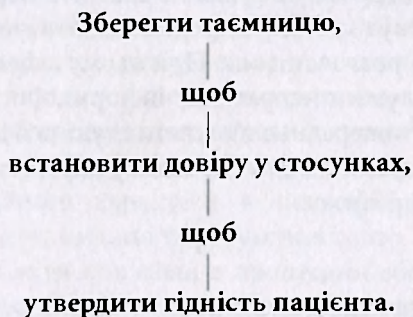 Зберегти таємницю,
щоб
встановити довіру у стосунках,
щоб
утвердити гідність пацієнта.